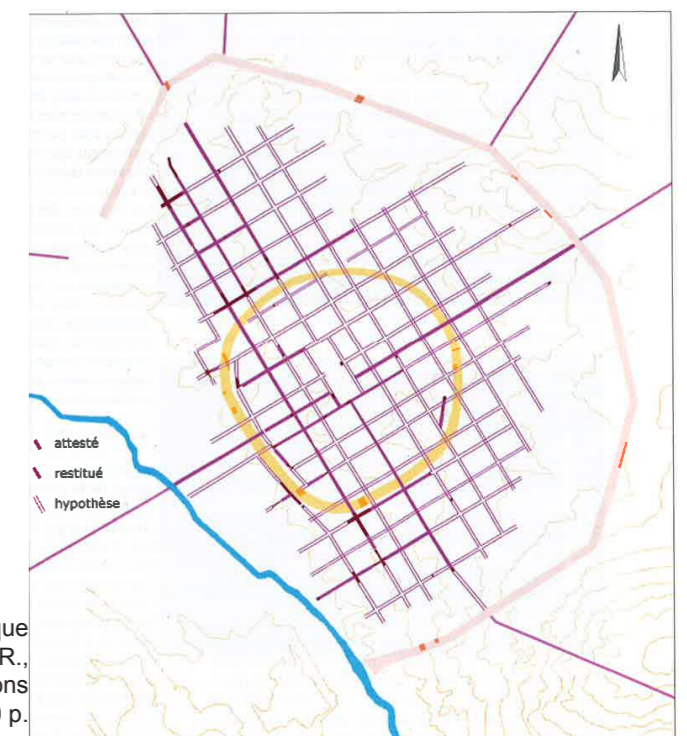 attesté
restitué
hypothèse
que
R.,
ons
p.